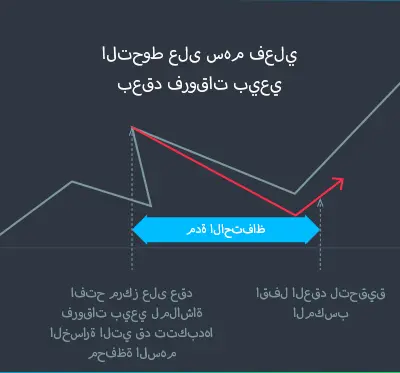 التحوط على سهم فعلي
بعقد فروقات بيعي
مدة الاحتفاظ
افتح مركز على عقد
فروقات بيعي لملاشاة
الخسارة التي قد تتكبدها
محفظة السهم
اقفل العقد لتحقيق
المكسب